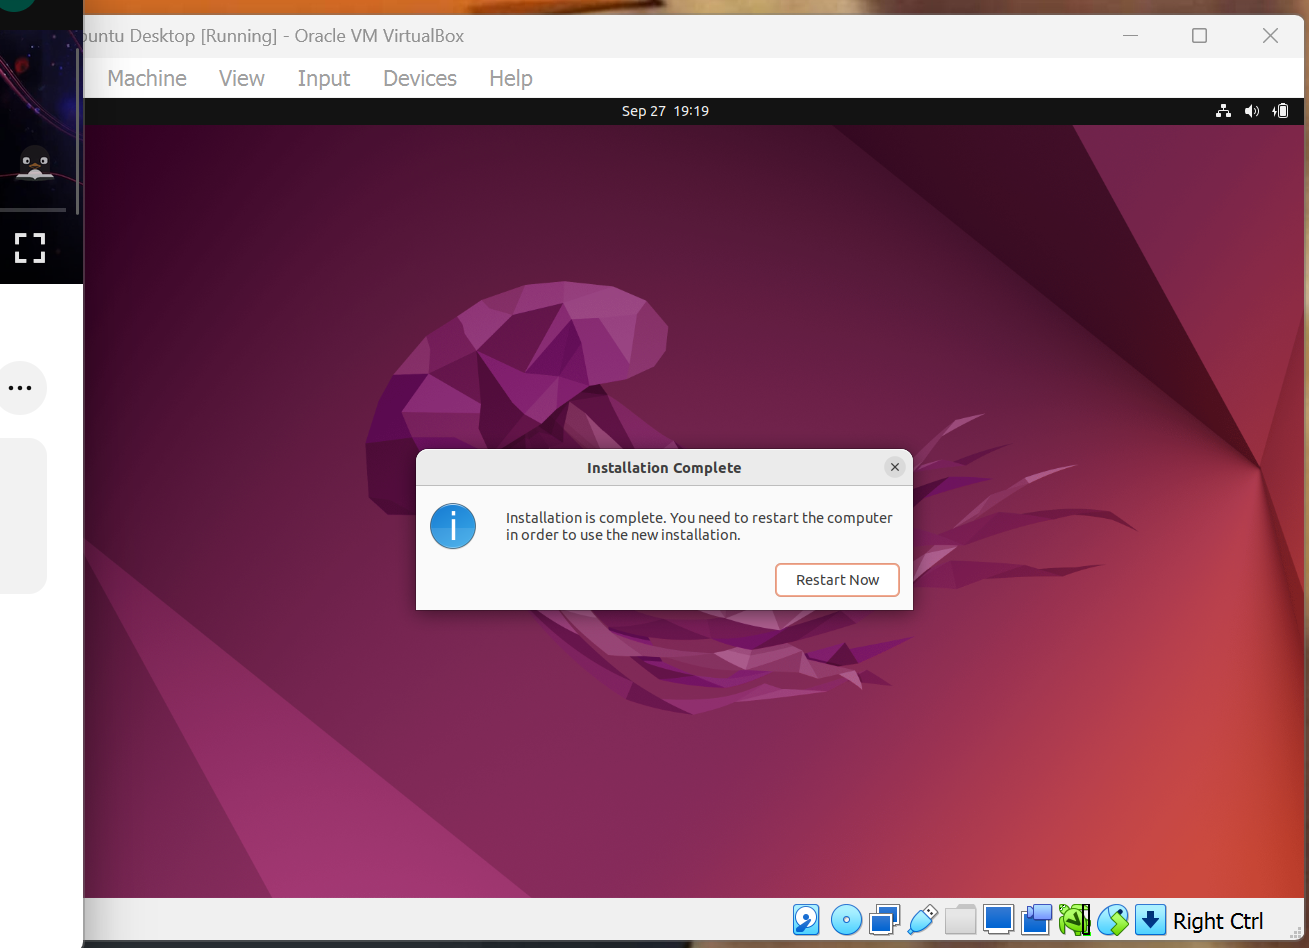 buntu Desktop [Running] - Oracle VM VirtualBox
Machine View Input Devices Help
Sep 27 19:19
Installation Complete
Installation is complete. You need to restart the computer
in order to use the new installation.
Restart Now
Right Ctrl